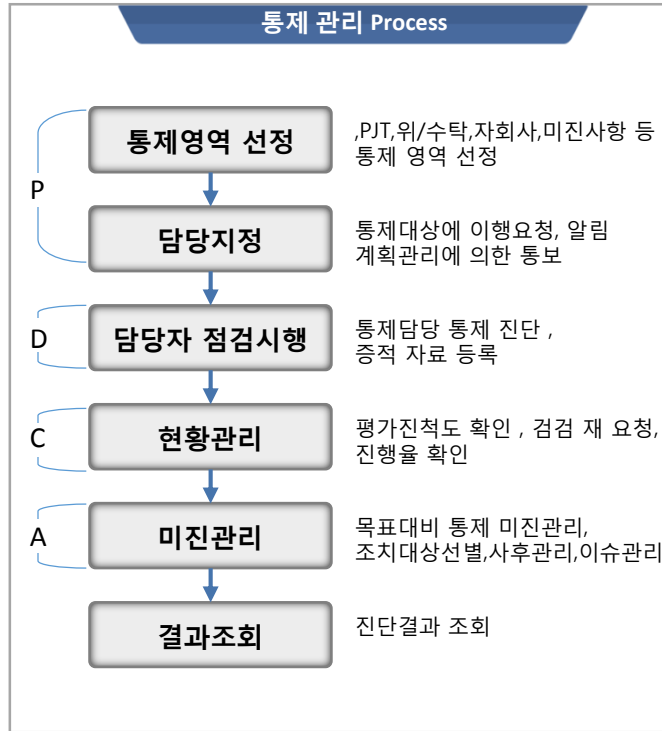 통제 관리 Process
P
통제영역 선정
,PJT,위/수탁,자회사,미진사항 등
통제 영역 선정
담당지정
통제대상에 이행요청, 알림
계획관리에 의한 통보
D
담당자 점검시행
통제담당 통제 진단 ,
증적 자료 등록
C
현황관리
평가진척도 확인 , 검검 재 요청,
진행율 확인
A
미진관리
목표대비 통제 미진관리,
조치대상선별,사후관리,이슈관리
결과조회
진단결과 조회